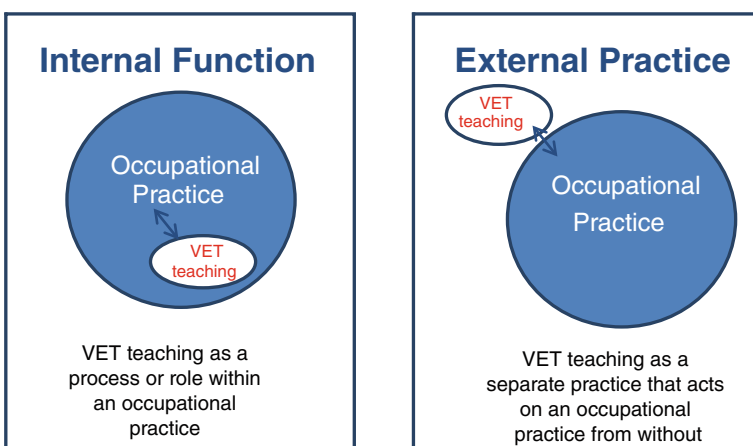 Internal Function
Occupational
Practice
VET
teaching
VET teaching as a
process or role within
an occupational
practice
External Practice
VET
teaching
Occupational
Practice
VET teaching as a
separate practice that acts
on an occupational
practice from without